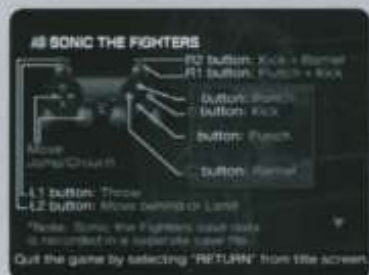 SONIC THE FIGHTERS
R2 button: Kick + Barrier
R1 button: Punch + Kick
button: Punch
button: Kick
button: Punch
button: Barrier
Move
Jump/Crouch
L1 button: Throw
L2 button: Move behind or Land
*Note: Sonic the Fighters save data
is recorded in a separate save file.
Quit the game by selecting "RETURN" from title screen.